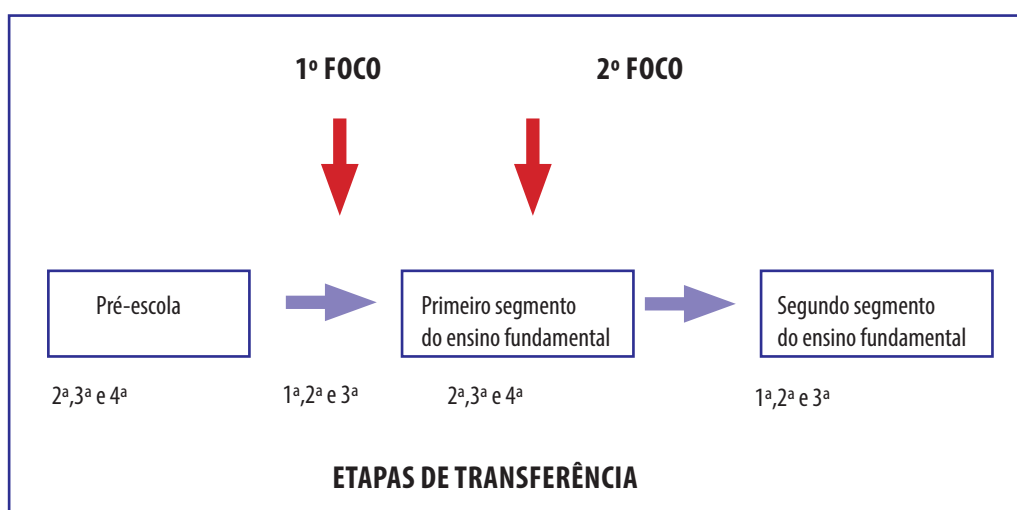 1º FOCO
2º FOCO
Pré-escola
Primeiro segmento
do ensino fundamental
Segundo segmento
do ensino fundamental
2ª,3ª e 4ª
1ª,2ª e 3ª
2ª,3ª e 4ª
1ª,2ª e 3ª
ETAPAS DE TRANSFERÊNCIA